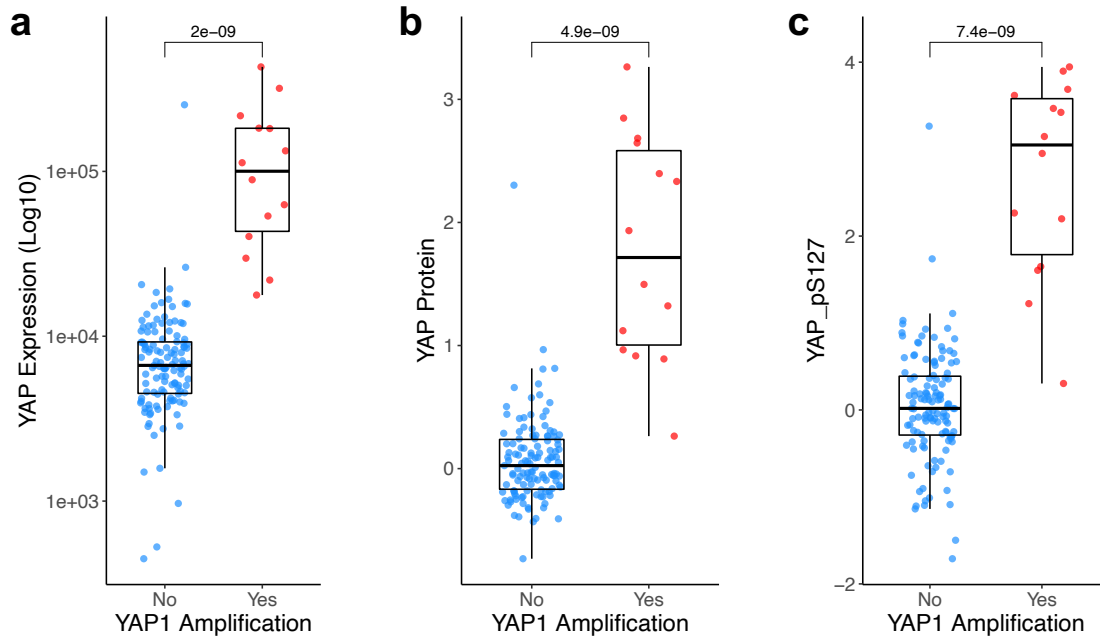 a
2e−09
YAP Expression (Log10)
1e+05
1e+04
1e+03
No
Yes
YAP1 Amplification
b
4.9e−09
YAP Protein
3
2
1
0
No
Yes
YAP1 Amplification
c
7.4e−09
YAP_pS127
4
2
0
−2
No
Yes
YAP1 Amplification